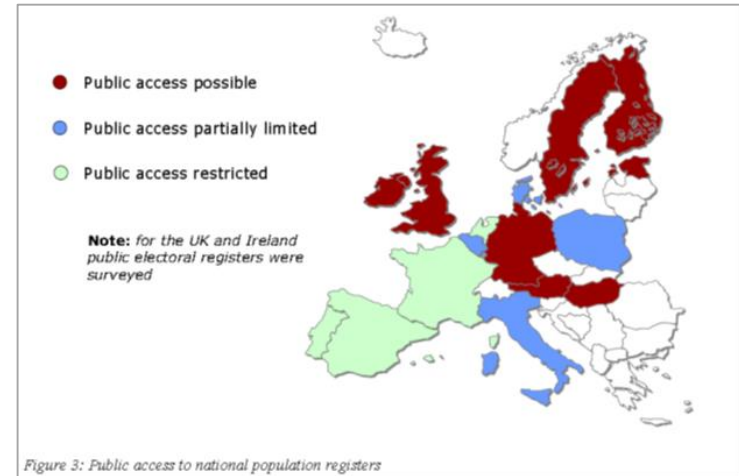 Public access possible
Public access partially limited
Public access restricted
Note: for the UK and Ireland
public electoral registers were
surveyed
Figure 3: Public access to national population registers